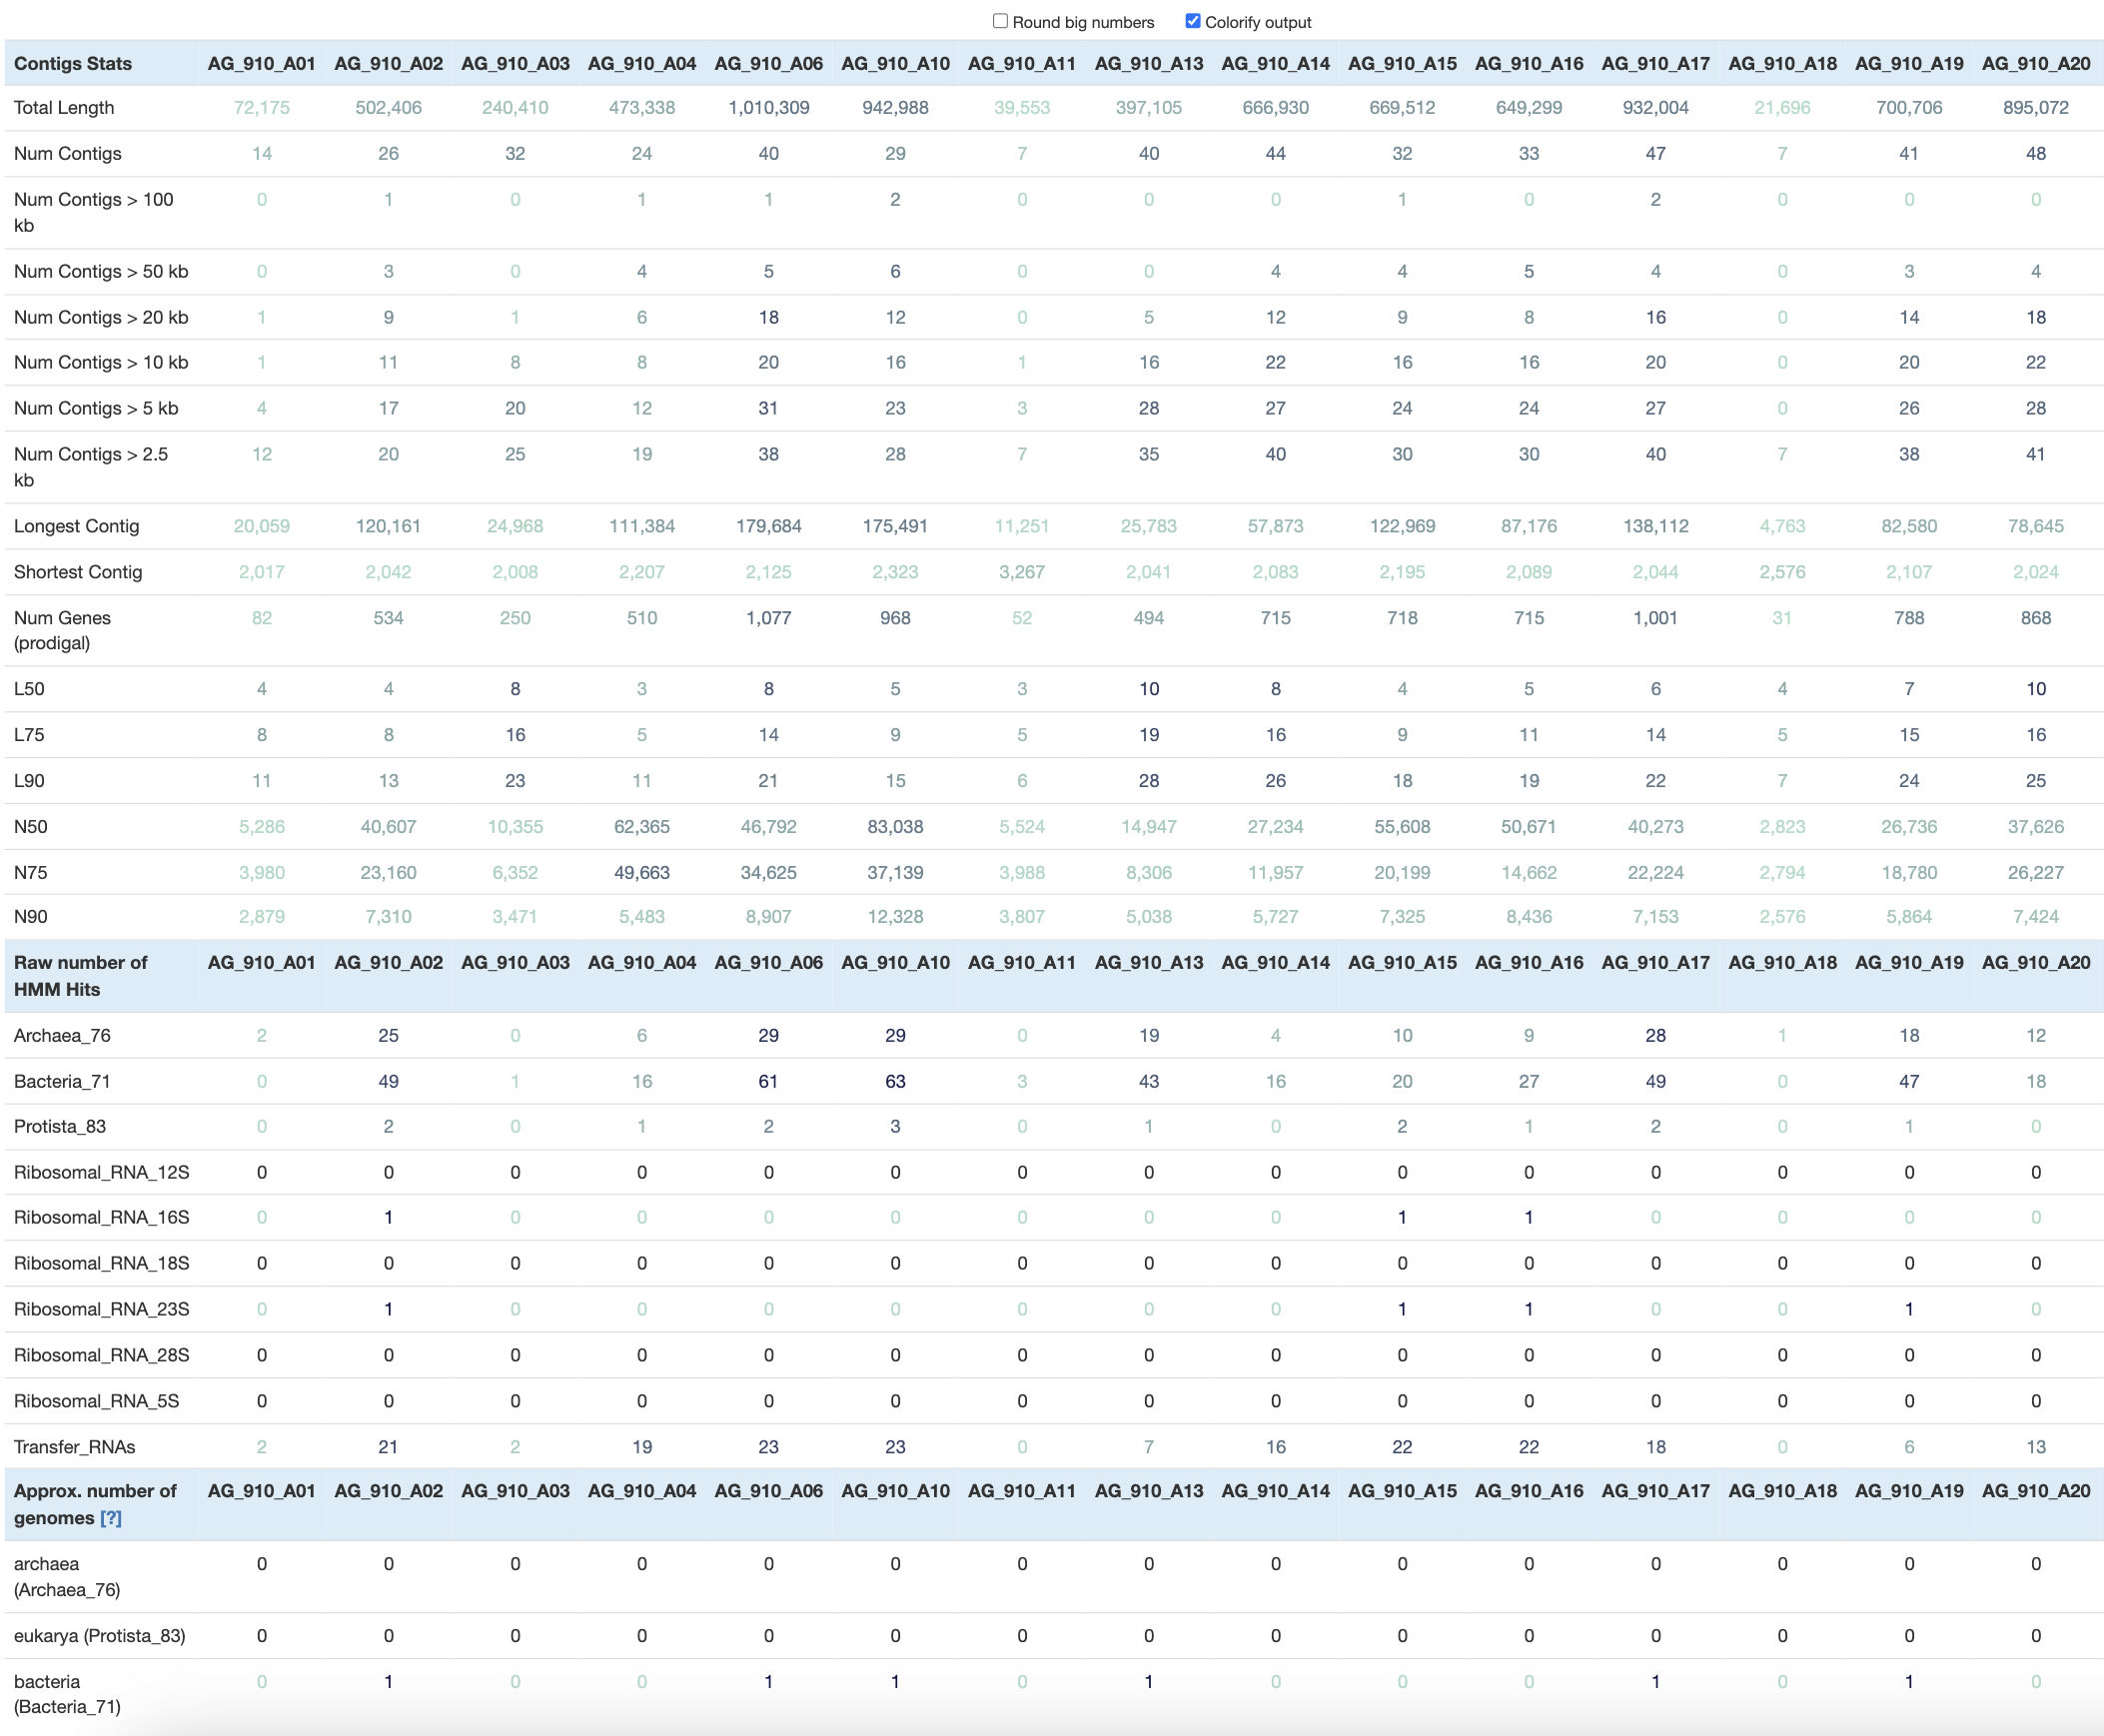 Round big numbers Colorify output
Contigs Stats AG_910_A01 AG_910_A02 AG_910_A03 AG_910_A04 AG_910_A06 AG_910_A10 AG_910_A11 AG_910_A13 AG_910_A14 AG_910_A15 AG_910_A16 AG_910_A17 AG_910_A18 AG_910_A19 AG_910_A20
Total Length 72,175 502,406 240,410 473,338 1,010,309 942,988 39,553 397,105 666,930 669,512 649,299 932,004 21,696 700,706 895,072
Num Contigs 14 26 32 24 40 29 7 40 44 32 33 47 7 41 48
Num Contigs > 100 0 1 0 1 1 2 0 0 0 1 0 2 0 0 0
kb
Num Contigs > 50 kb 0 3 0 4 5 6 0 0 4 4 5 4 0 3 4
Num Contigs > 20 kb 1 9 1 6 18 12 0 5 12 9 8 16 0 14 18
Num Contigs > 10 kb 1 11 8 8 20 16 1 16 22 16 16 20 0 20 22
Num Contigs > 5 kb 4 17 20 12 31 23 3 28 27 24 24 27 0 26 28
Num Contigs > 2.5 12 20 25 19 38 28 7 35 40 30 30 40 7 38 41
kb
Longest Contig 20,059 120,161 24,968 111,384 179,684 175,491 11,251 25,783 57,873 122,969 87,176 138,112 4,763 82,580 78,645
Shortest Contig 2,017 2,042 2,008 2,207 2,125 2,323 3,267 2,041 2,083 2,195 2,089 2,044 2,576 2,107 2,024
Num Genes 82 534 250 510 1,077 968 52 494 715 718 715 1,001 31 788 868
(prodigal)
L50 4 4 8 3 8 5 3 10 8 4 5 6 4 7 10
L75 8 8 16 5 14 9 5 19 16 9 11 14 5 15 16
L90 11 13 23 11 21 15 6 28 26 18 19 22 7 24 25
N50 5,286 40,607 10,355 62,365 46,792 83,038 5,524 14,947 27,234 55,608 50,671 40,273 2,823 26,736 37,626
N75 3,980 23,160 6,352 49,663 34,625 37,139 3,988 8,306 11,957 20,199 14,662 22,224 2,794 18,780 26,227
N90 2,879 7,310 3,471 5,483 8,907 12,328 3,807 5,038 5,727 7,325 8,436 7,153 2,576 5,864 7,424
Raw number of AG_910_A01 AG_910_A02 AG_910_A03 AG_910_A04 AG_910_A06 AG_910_A10 AG_910_A11 AG_910_A13 AG_910_A14 AG_910_A15 AG_910_A16 AG_910_A17 AG_910_A18 AG_910_A19 AG_910_A20
HMM Hits
Archaea_76 2 25 0 6 29 29 0 19 4 10 9 28 1 18 12
Bacteria_71 0 49 1 16 61 63 3 43 16 20 27 49 0 47 18
Protista_83 0 2 0 1 2 3 0 1 0 2 1 2 0 1 0
Ribosomal_RNA_12S 0 0 0 0 0 0 0 0 0 0 0 0 0 0 0
Ribosomal_RNA_16S 0 1 0 0 0 0 0 0 0 1 1 0 0 0 0
Ribosomal_RNA_18S 0 0 0 0 0 0 0 0 0 0 0 0 0 0 0
Ribosomal_RNA_23S 0 1 0 0 0 0 0 0 0 1 1 0 0 1 0
Ribosomal_RNA_28S 0 0 0 0 0 0 0 0 0 0 0 0 0 0 0
Ribosomal_RNA_5S 0 0 0 0 0 0 0 0 0 0 0 0 0 0 0
Transfer_RNAs 2 21 2 19 23 23 0 7 16 22 22 18 0 6 13
Approx. number of AG_910_A01 AG_910_A02 AG_910_A03 AG_910_A04 AG_910_A06 AG_910_A10 AG_910_A11 AG_910_A13 AG_910_A14 AG_910_A15 AG_910_A16 AG_910_A17 AG_910_A18 AG_910_A19 AG_910_A20
genomes [?]
archaea 0 0 0 0 0 0 0 0 0 0 0 0 0 0 0
(Archaea_76)
eukarya (Protista_83) 0 0 0 0 0 0 0 0 0 0 0 0 0 0 0
bacteria 0 1 0 0 1 1 0 1 0 0 0 1 0 1 0
(Bacteria_71)